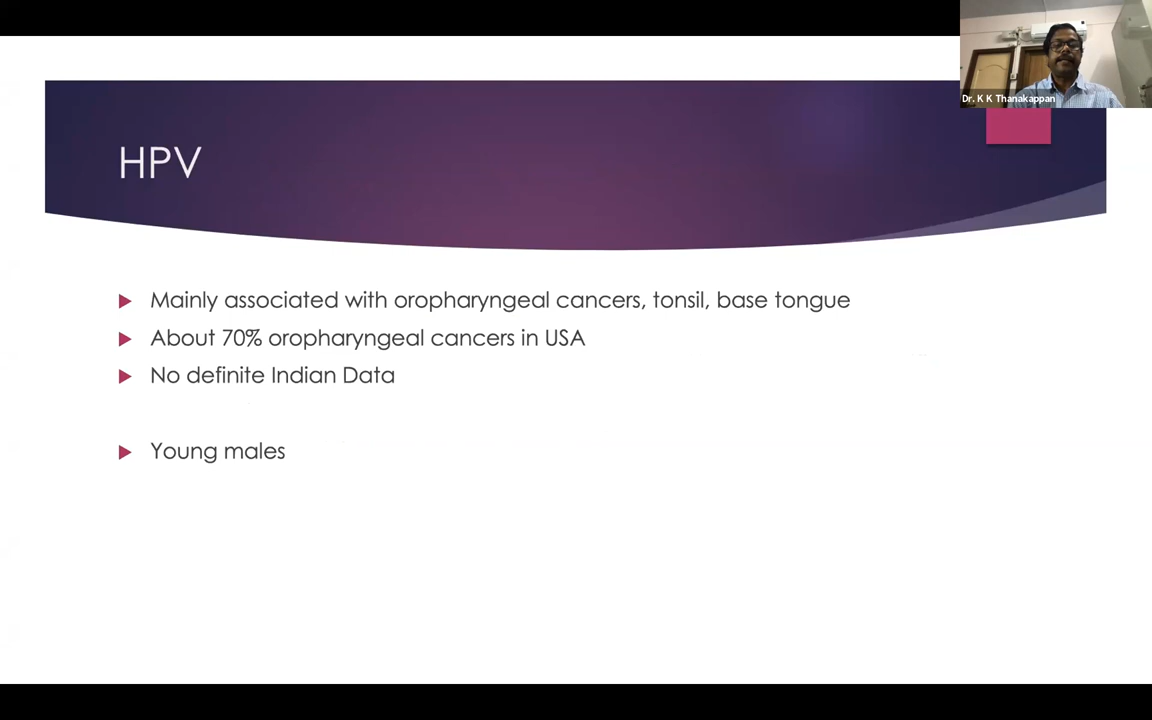 Dr. K K Thanakappan
HPV
Mainly associated with oropharyngeal cancers, tonsil, base tongue
About 70% oropharyngeal cancers in USA
No definite Indian Data
Young males